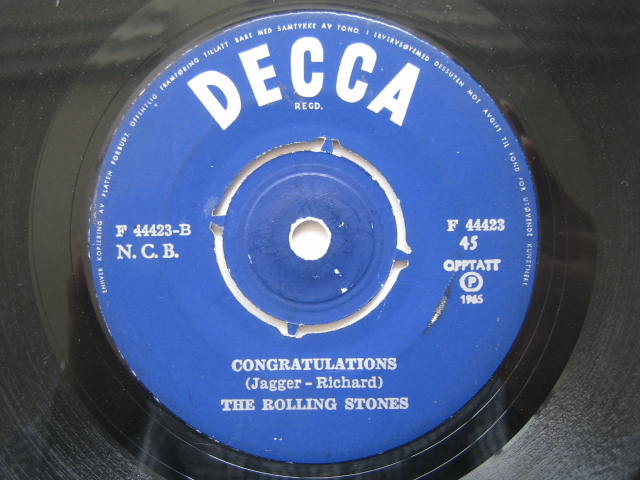 ENHVER KOPIERING AV PLATEN FORBUDT. OFFENTLIG FRAMFØRING TILLATT BARE MED SAMTYKKE AV TONO. I ERVERVSØYEMED DESSUTEN MOT AVGIFT TIL FOND FOR UTØVENDE KUNSTNERE.
DECCA
REGD.
F 44423-B
N. C. B.
F 44423
45
OPPTATT
P
1965
CONGRATULATIONS
(Jagger - Richard)
THE ROLLING STONES